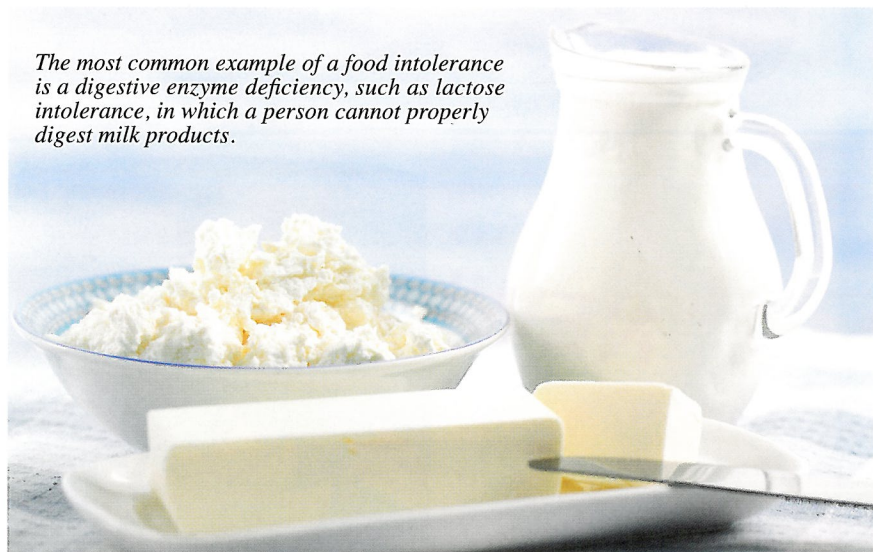 The most common example of a food intolerance
is a digestive enzyme deficiency, such as lactose
intolerance, in which a person cannot properly
digest milk products.